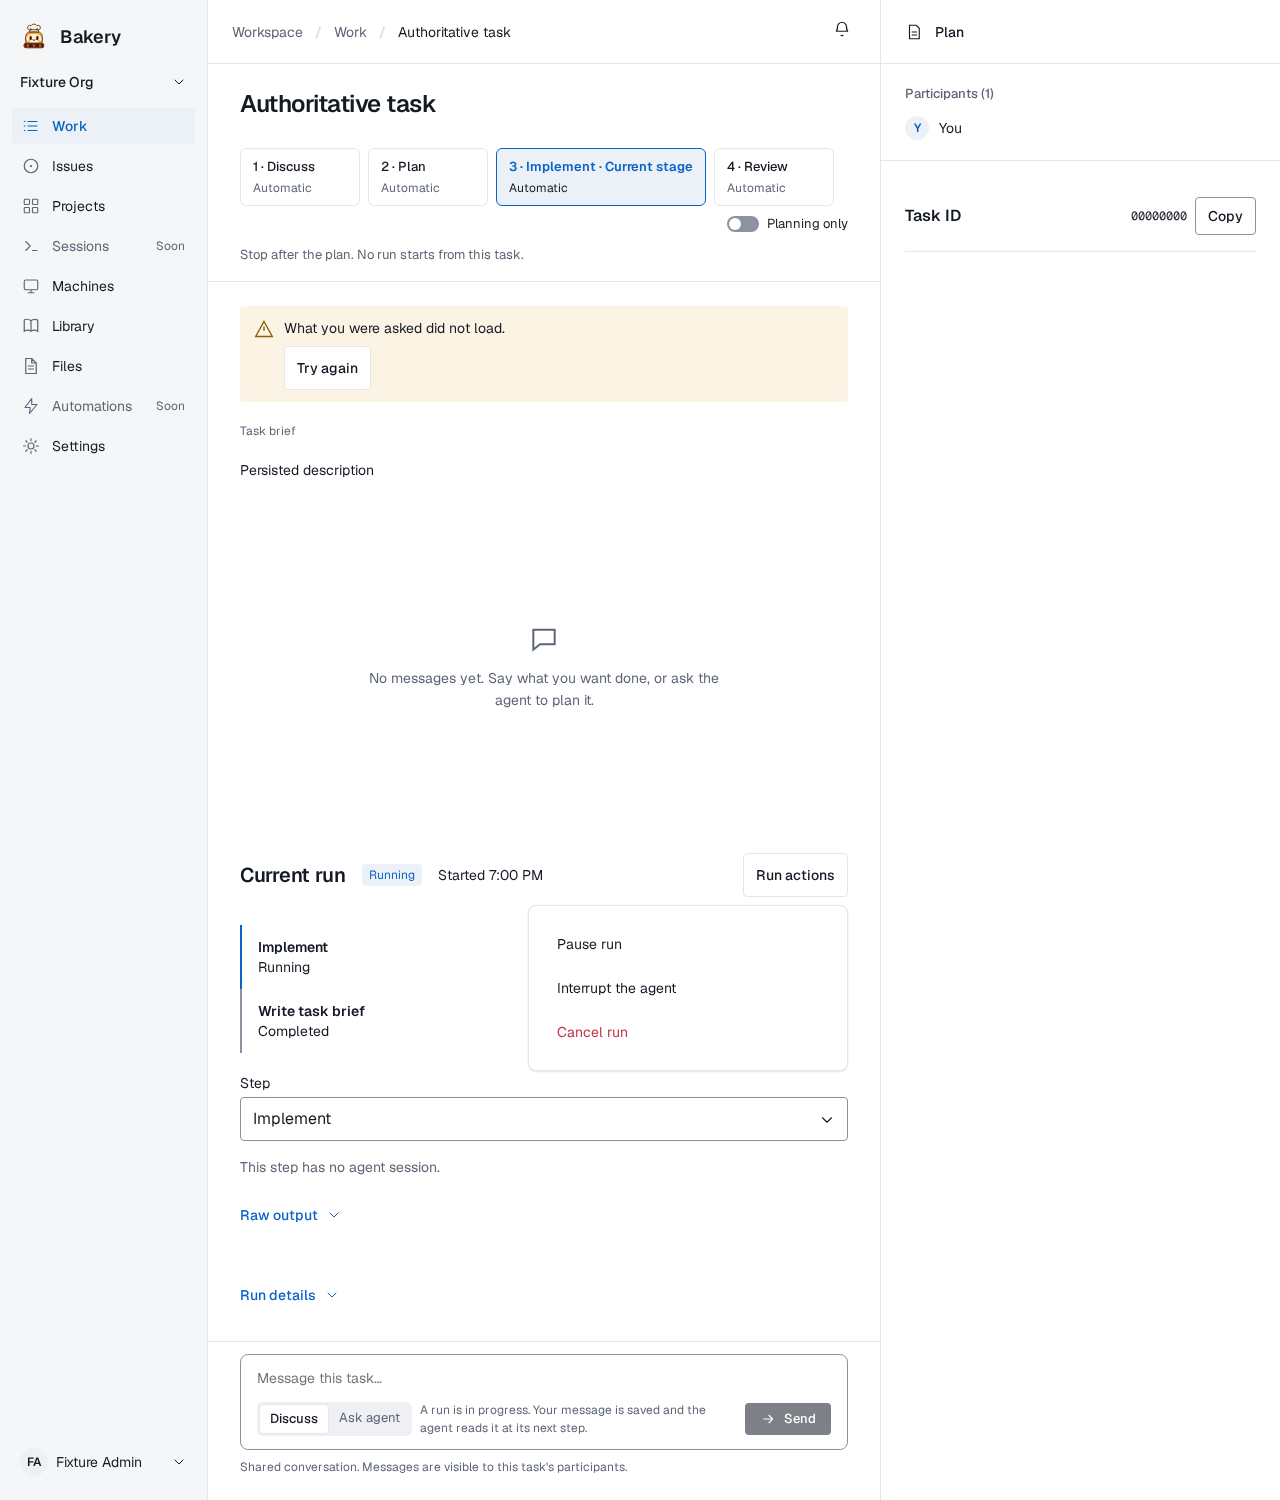 Bakery
Fixture Org
Work
Issues
Projects
Sessions Soon
Machines
Library
Files
Automations Soon
Settings
FA Fixture Admin
Workspace / Work / Authoritative task
Authoritative task
1 · Discuss
Automatic
2 · Plan
Automatic
3 · Implement · Current stage
Automatic
4 · Review
Automatic
Planning only
Stop after the plan. No run starts from this task.
What you were asked did not load.
Try again
Task brief
Persisted description
No messages yet. Say what you want done, or ask the
agent to plan it.
Current run Running Started 7:00 PM Run actions
Implement
Running
Write task brief
Completed
Pause run
Interrupt the agent
Cancel run
Step
Implement
This step has no agent session.
Raw output
Run details
Message this task…
Discuss Ask agent
A run is in progress. Your message is saved and the
agent reads it at its next step.
Send
Shared conversation. Messages are visible to this task's participants.
Plan
Participants (1)
Y You
Task ID 00000000 Copy